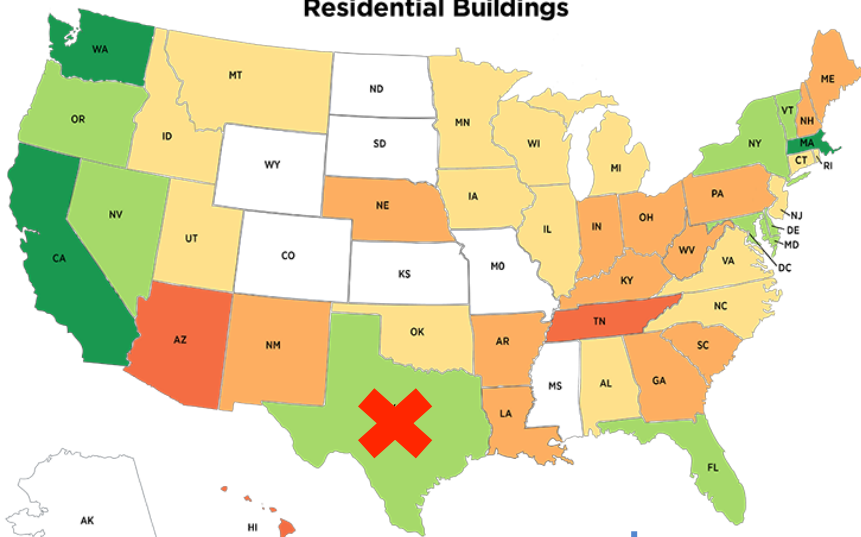 Residential Buildings
WA
ME
MT
ND
VT
OR
MN
NH
ID
SD
WI
NY
MA
WY
MI
CT
RI
IA
PA
NE
NV
OH
NJ
IN
IL
DE
UT
MD
WV
CO
MO
VA
CA
KS
DC
KY
NC
TN
OK
AZ
NM
AR
SC
GA
MS
AL
LA
FL
AK
HI